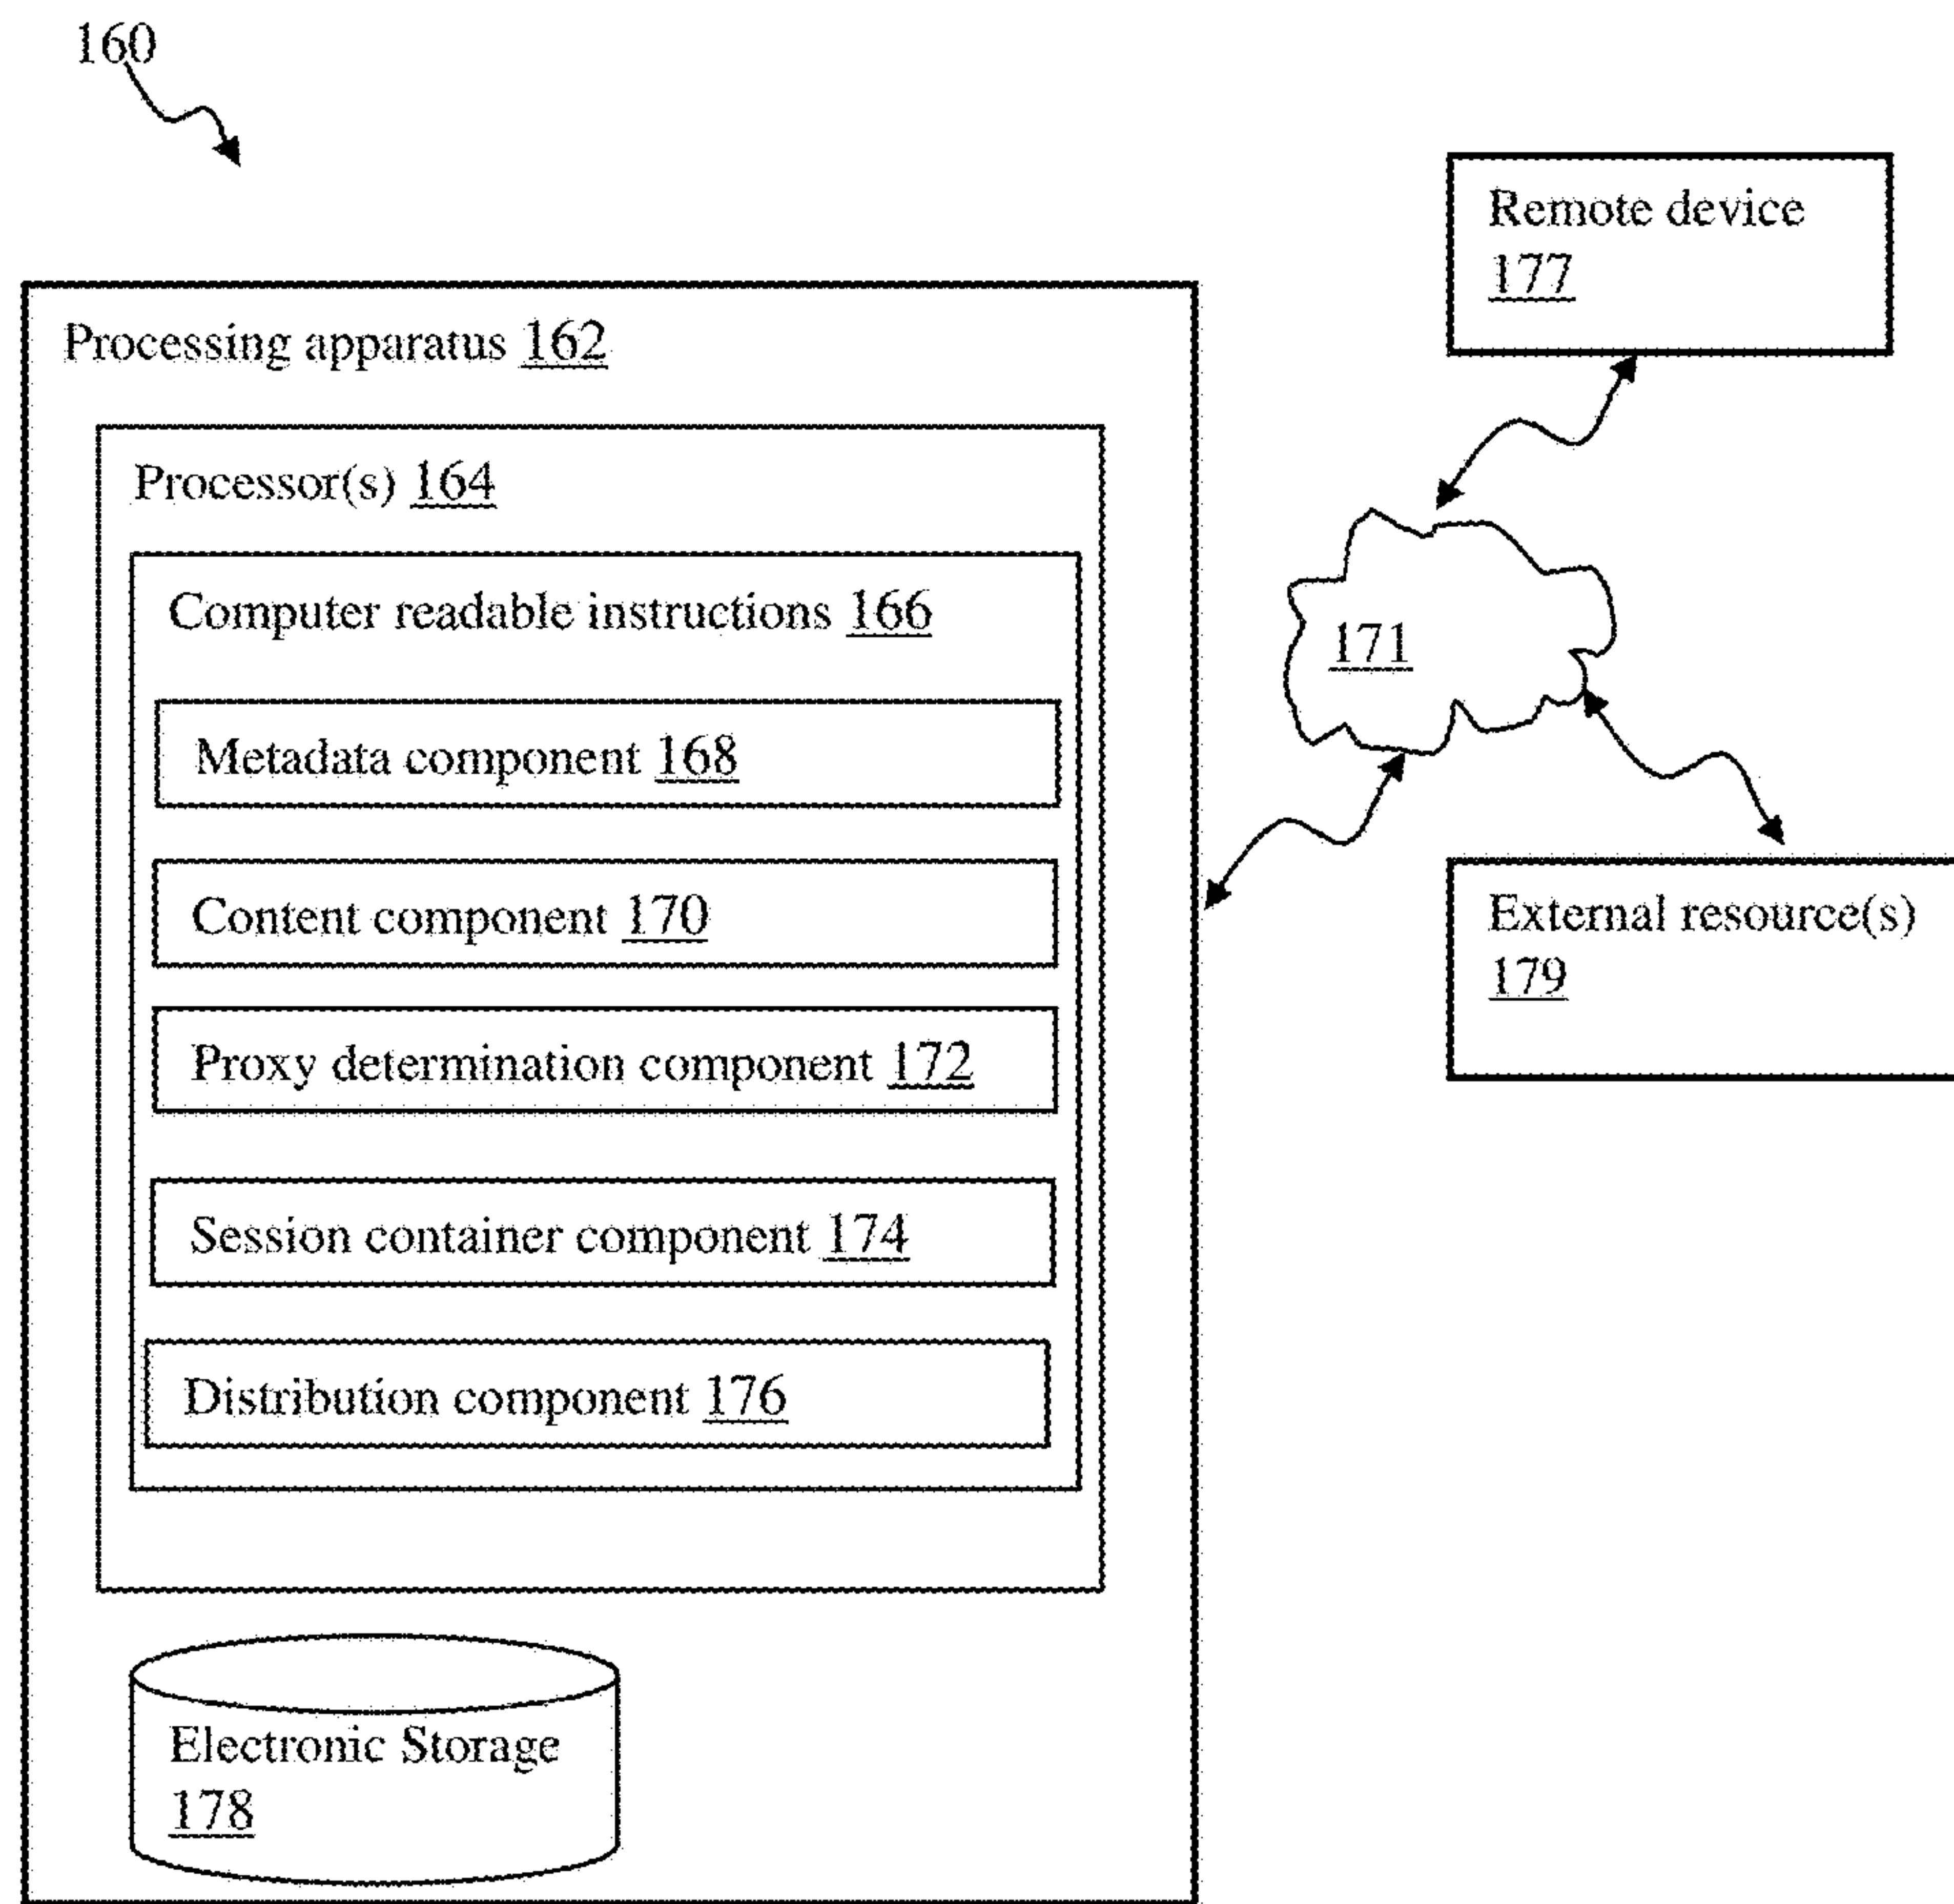 160
Remote device
177
Processing apparatus 162
Processor(s) 164
Computer readable instructions 166
171
Metadata component 168
Content component 170
External resource(s)
179
Proxy determination component 172
Session container component 174
Distribution component 176
Electronic Storage
178